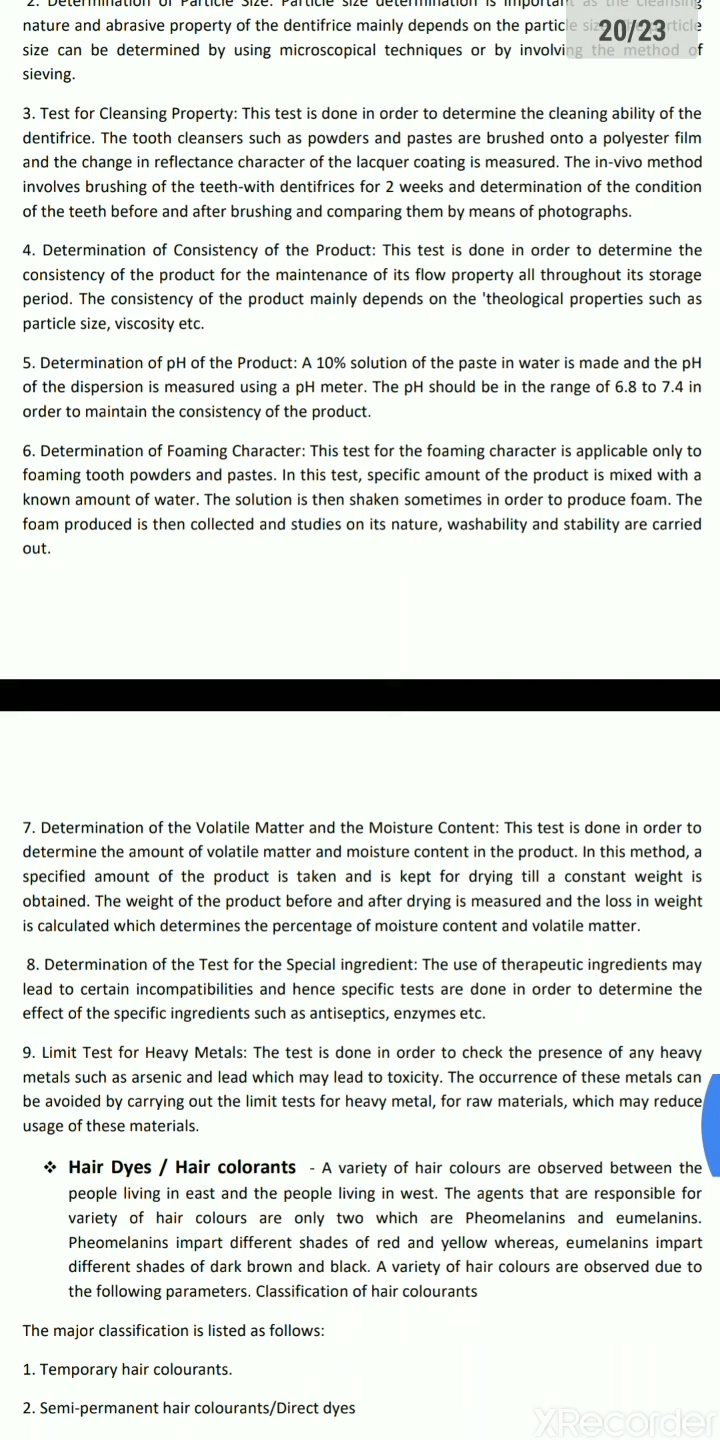 2. Determination of Particle Size: Particle size determination is important as the cleansing
nature and abrasive property of the dentifrice mainly depends on the particle size. The particle
20/23
size can be determined by using microscopical techniques or by involving the method of
sieving.
3. Test for Cleansing Property: This test is done in order to determine the cleaning ability of the
dentifrice. The tooth cleansers such as powders and pastes are brushed onto a polyester film
and the change in reflectance character of the lacquer coating is measured. The in-vivo method
involves brushing of the teeth-with dentifrices for 2 weeks and determination of the condition
of the teeth before and after brushing and comparing them by means of photographs.
4. Determination of Consistency of the Product: This test is done in order to determine the
consistency of the product for the maintenance of its flow property all throughout its storage
period. The consistency of the product mainly depends on the 'theological properties such as
particle size, viscosity etc.
5. Determination of pH of the Product: A 10% solution of the paste in water is made and the pH
of the dispersion is measured using a pH meter. The pH should be in the range of 6.8 to 7.4 in
order to maintain the consistency of the product.
6. Determination of Foaming Character: This test for the foaming character is applicable only to
foaming tooth powders and pastes. In this test, specific amount of the product is mixed with a
known amount of water. The solution is then shaken sometimes in order to produce foam. The
foam produced is then collected and studies on its nature, washability and stability are carried
out.
7. Determination of the Volatile Matter and the Moisture Content: This test is done in order to
determine the amount of volatile matter and moisture content in the product. In this method, a
specified amount of the product is taken and is kept for drying till a constant weight is
obtained. The weight of the product before and after drying is measured and the loss in weight
is calculated which determines the percentage of moisture content and volatile matter.
8. Determination of the Test for the Special ingredient: The use of therapeutic ingredients may
lead to certain incompatibilities and hence specific tests are done in order to determine the
effect of the specific ingredients such as antiseptics, enzymes etc.
9. Limit Test for Heavy Metals: The test is done in order to check the presence of any heavy
metals such as arsenic and lead which may lead to toxicity. The occurrence of these metals can
be avoided by carrying out the limit tests for heavy metal, for raw materials, which may reduce
usage of these materials.
❖ Hair Dyes / Hair colorants - A variety of hair colours are observed between the
people living in east and the people living in west. The agents that are responsible for
variety of hair colours are only two which are Pheomelanins and eumelanins.
Pheomelanins impart different shades of red and yellow whereas, eumelanins impart
different shades of dark brown and black. A variety of hair colours are observed due to
the following parameters. Classification of hair colourants
The major classification is listed as follows:
1. Temporary hair colourants.
2. Semi-permanent hair colourants/Direct dyes
XRecorder